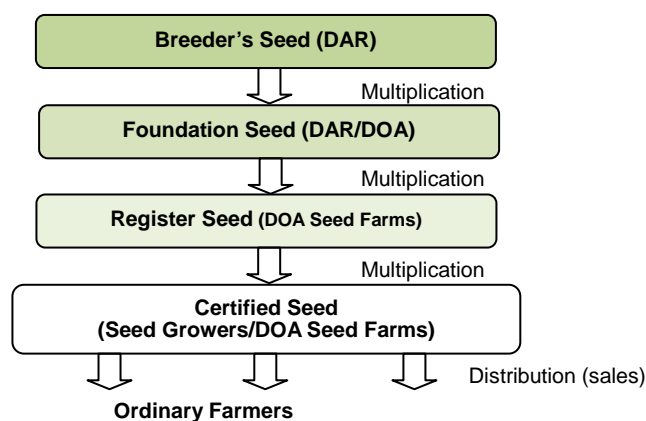 Breeder’s Seed (DAR)
Multiplication
Foundation Seed (DAR/DOA)
Multiplication
Register Seed (DOA Seed Farms)
Multiplication
Certified Seed
(Seed Growers/DOA Seed Farms)
Distribution (sales)
Ordinary Farmers